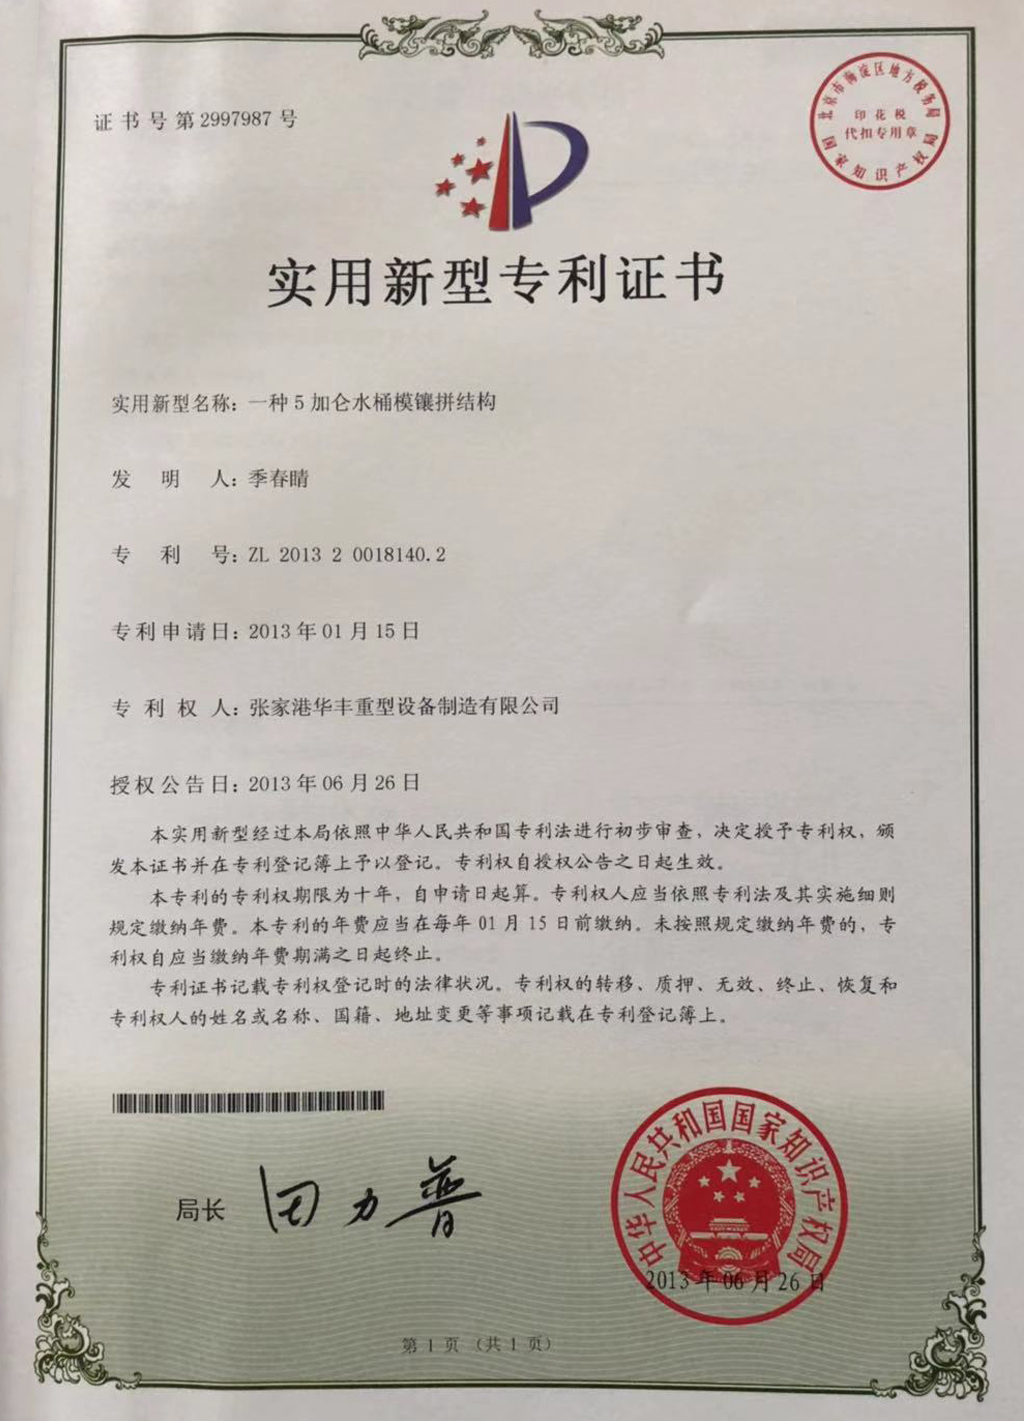 证书号第2997987号
北京市海淀区地方税务局
印花税
代扣专用章
国家知识产权局
实用新型专利证书
实用新型名称：一种5加仑水桶模镶拼结构
发明人：季春晴
专利号：ZL 2013 2 0018140.2
专利申请日：2013年01月15日
专利权人：张家港华丰重型设备制造有限公司
授权公告日：2013年06月26日
本实用新型经过本局依照中华人民共和国专利法进行初步审查，决定授予专利权，颁
发本证书并在专利登记簿上予以登记。专利权自授权公告之日起生效。
本专利的专利权期限为十年，自申请日起算。专利权人应当依照专利法及其实施细则
规定缴纳年费。本专利的年费应当在每年01月15日前缴纳。未按照规定缴纳年费的，专
利权自应当缴纳年费期满之日起终止。
专利证书记载专利权登记时的法律状况。专利权的转移、质押、无效、终止、恢复和
专利权人的姓名或名称、国籍、地址变更等事项记载在专利登记簿上。
局长 田力普
中华人民共和国国家知识产权局
2013年06月26日
第1页（共1页）